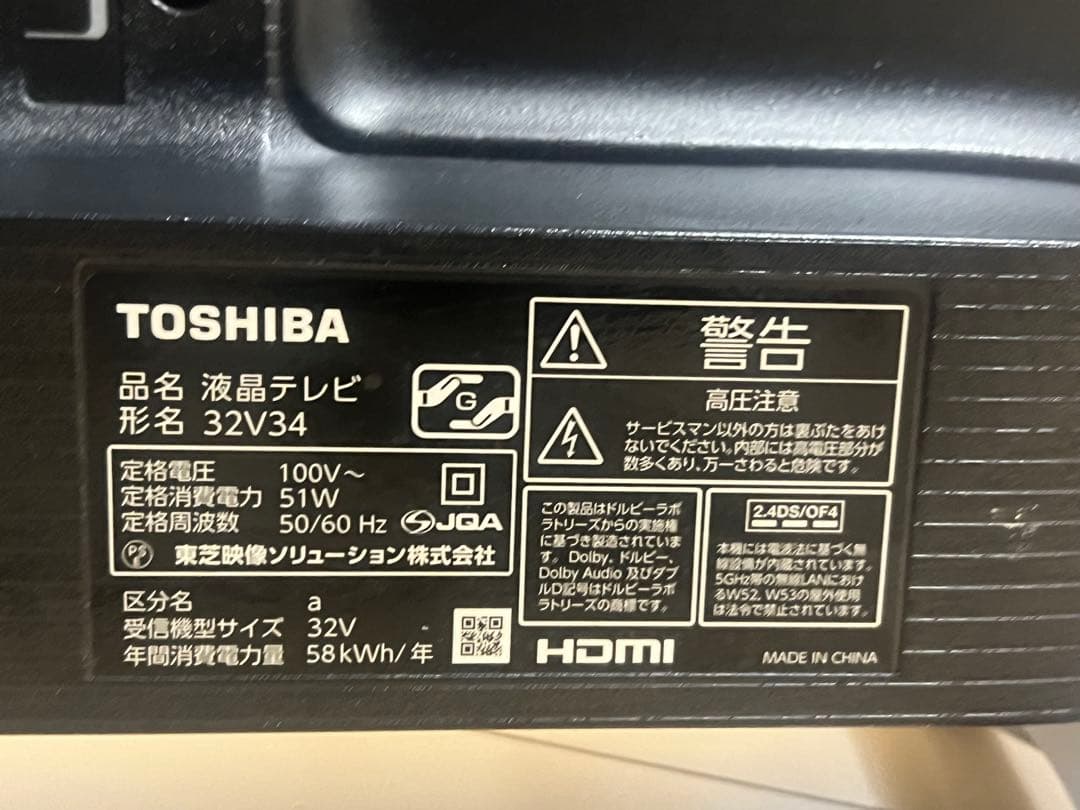 TOSHIBA
品名 液晶テレビ
形名 32V34
G
定格電圧 100V～
定格消費電力 51W
定格周波数 50/60 Hz
JQA
PS
東芝映像ソリューション株式会社
区分名 a
受信機型サイズ 32V
年間消費電力量 58kWh/年
警告
高圧注意
サービスマン以外の方は裏ぶたをあけ
ないでください。内部には高電圧部分が
数多くあり、万一さわると危険です。
この製品はドルビーラボ
ラトリーズからの実施権
に基づき製造されていま
す。Dolby、ドルビー、
Dolby Audio 及びダブ
ルD記号はドルビーラボ
ラトリーズの商標です。
2.4DS/OF4
本機には電波法に基づく無
線設備が内蔵されています。
5GHz帯の無線LANにおけ
るW52、W53の屋外使用
は法令で禁止されています。
HDMI
MADE IN CHINA